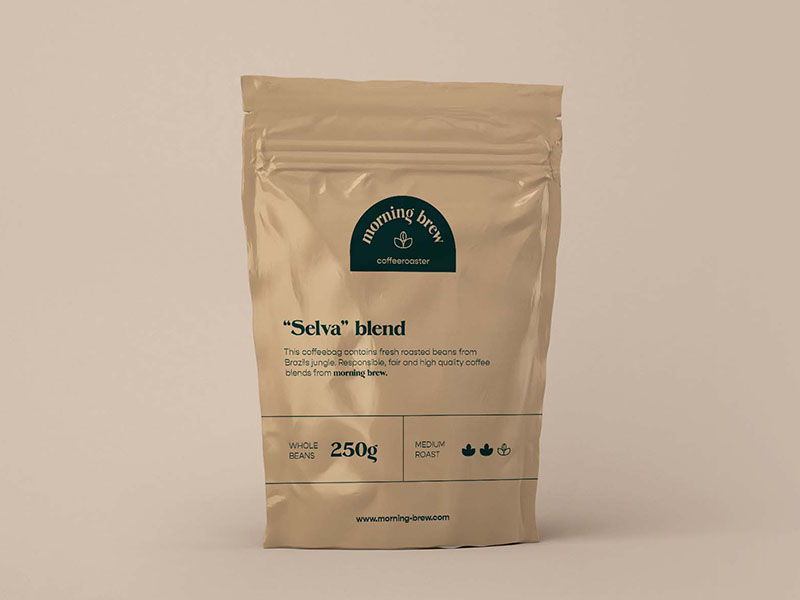 morning brew
coffeeroaster
“Selva” blend
This coffeebag contains fresh roasted beans from
Brazils jungle. Responsible, fair and high quality coffee
blends from morning brew.
WHOLE
BEANS
250g
MEDIUM
ROAST
www.morning-brew.com